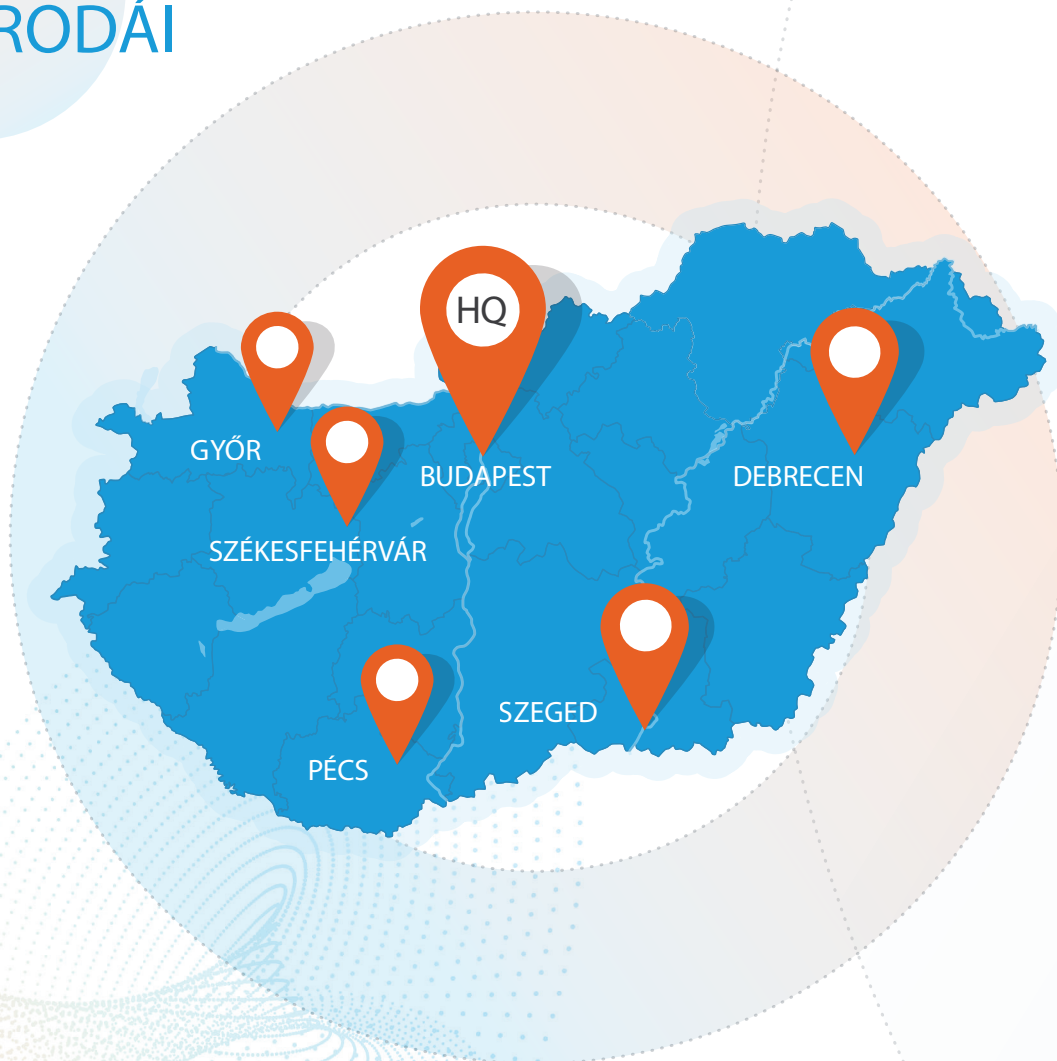 RODÁI
HQ
GYŐR
BUDAPEST
DEBRECEN
SZÉKESFEHÉRVÁR
SZEGED
PÉCS